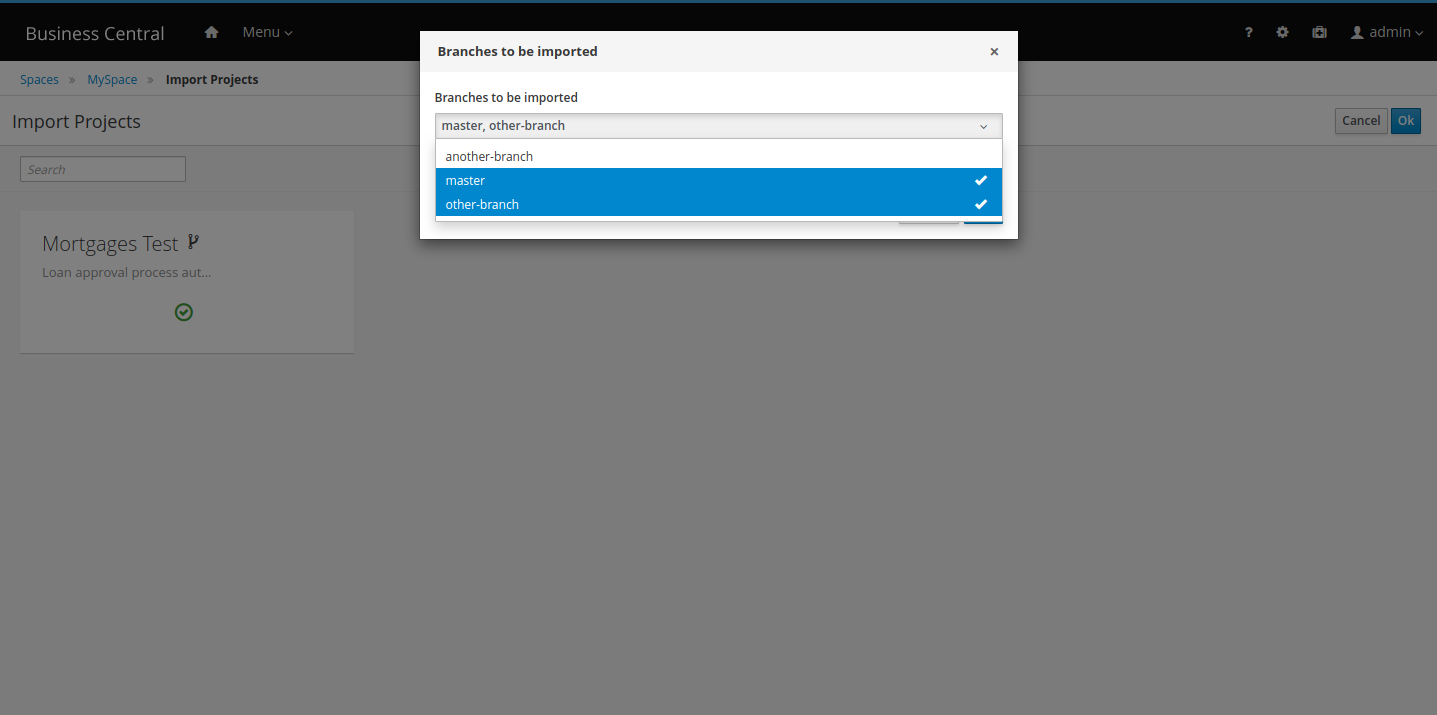 Business Central Menu ? admin
Branches to be imported ×
Spaces » MySpace » Import Projects
Branches to be imported
Import Projects
master, other-branch
Cancel Ok
another-branch
Search
master
other-branch
Mortgages Test
Loan approval process aut...